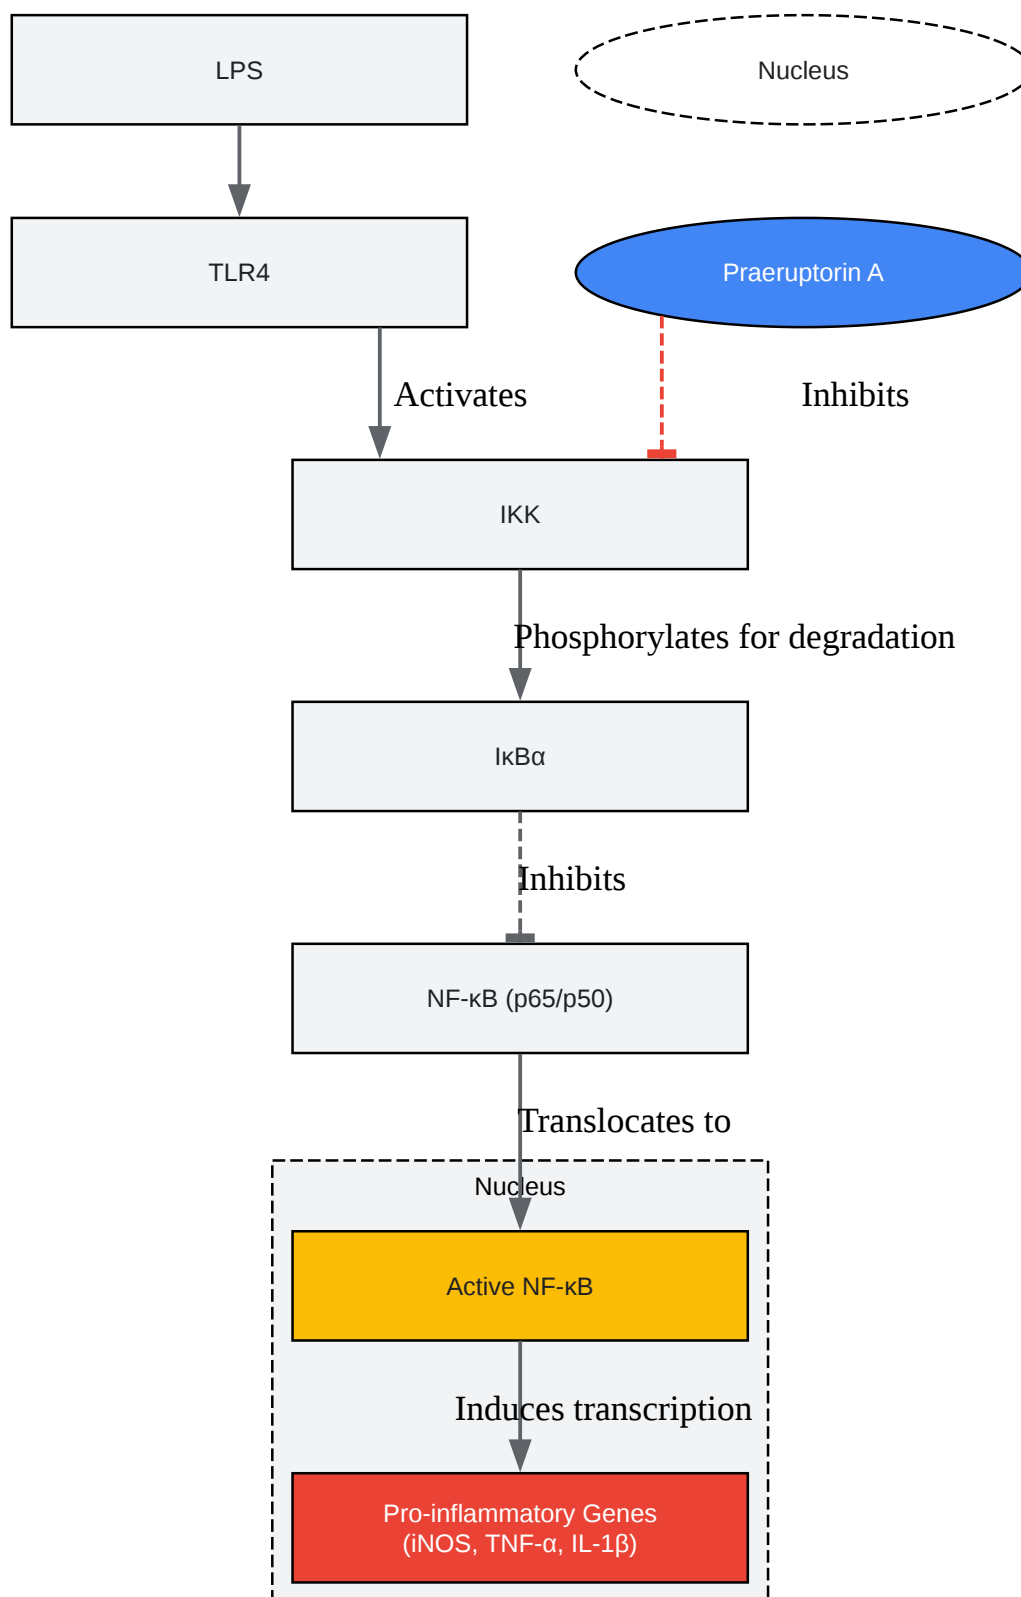 LPS
Nucleus
TLR4
Praeruptorin A
Activates
Inhibits
IKK
Phosphorylates for degradation
IκBα
Inhibits
NF-κB (p65/p50)
Translocates to
Nucleus
Active NF-κB
Induces transcription
Pro-inflammatory Genes
(iNOS, TNF-α, IL-1β)